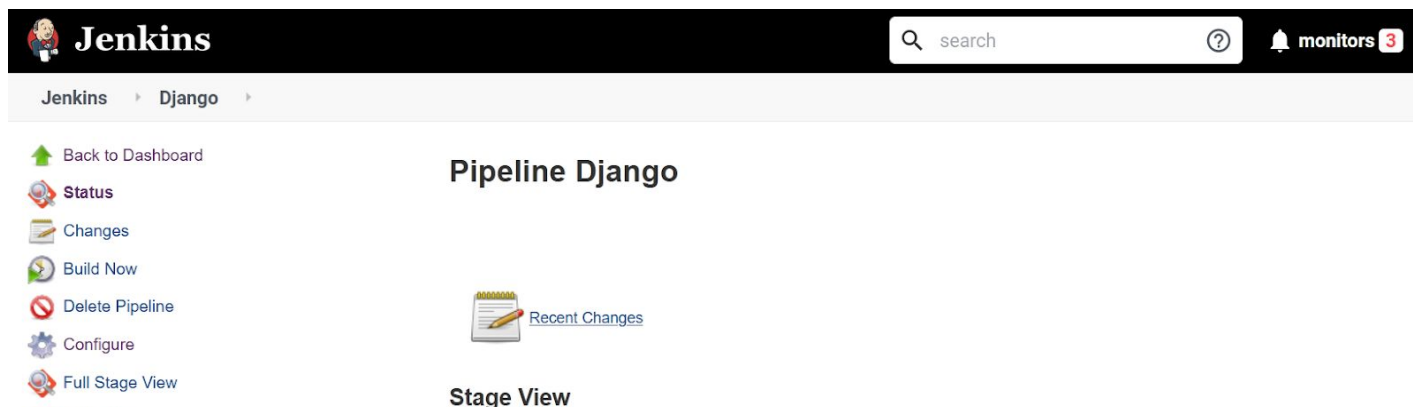 Jenkins
search
monitors 3
Jenkins Django
Back to Dashboard
Status
Changes
Build Now
Delete Pipeline
Configure
Full Stage View
Pipeline Django
Recent Changes
Stage View